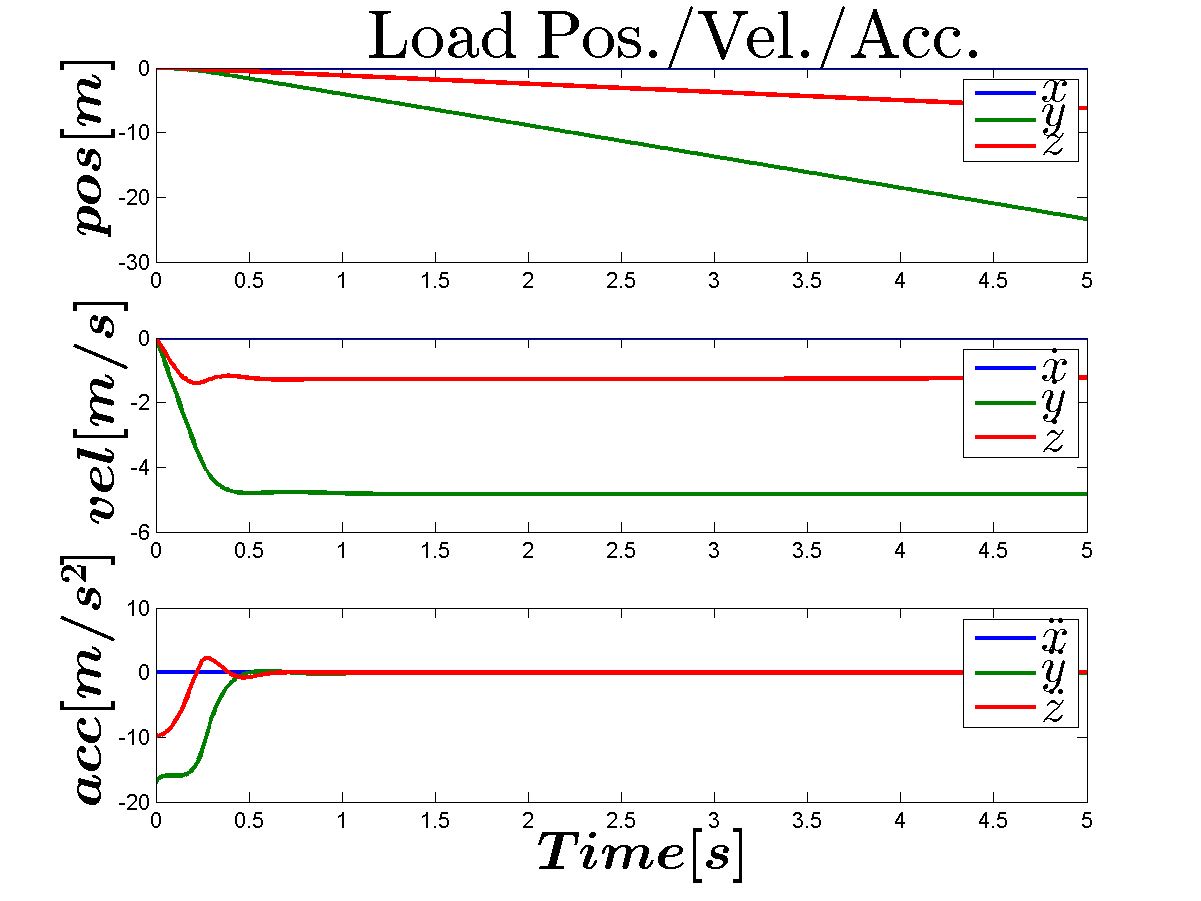 Load Pos./Vel./Acc.
pos[m]
0
-10
-20
-30
x
y
z
0 0.5 1 1.5 2 2.5 3 3.5 4 4.5 5
vel[m/s]
0
-2
-4
-6
ẋ
ẏ
ż
0 0.5 1 1.5 2 2.5 3 3.5 4 4.5 5
acc[m/s²]
10
0
-10
-20
ẍ
ÿ
z̈
0 0.5 1 1.5 2 2.5 3 3.5 4 4.5 5
Time[s]